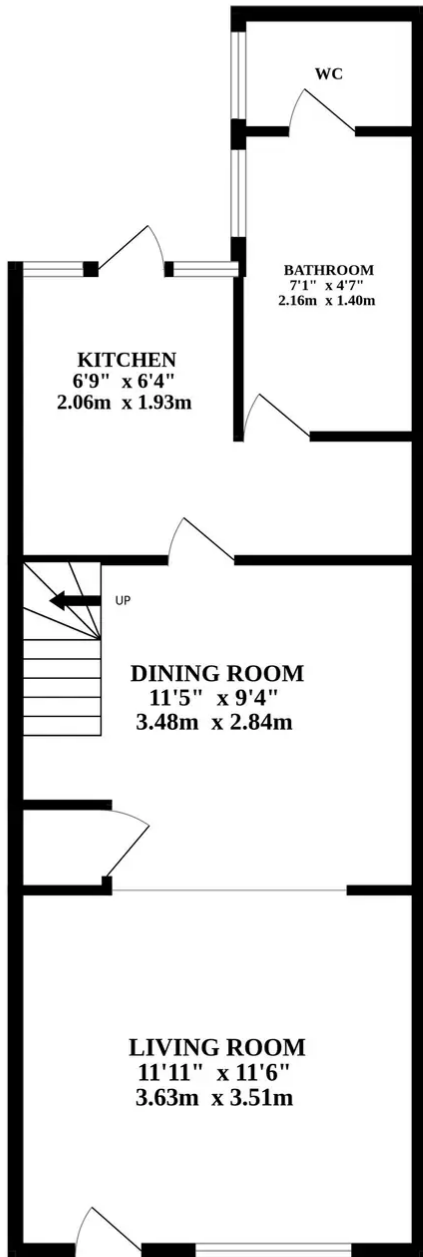 WC
BATHROOM
7'1" x 4'7"
2.16m x 1.40m
KITCHEN
6'9" x 6'4"
2.06m x 1.93m
UP
DINING ROOM
11'5" x 9'4"
3.48m x 2.84m
LIVING ROOM
11'11" x 11'6"
3.63m x 3.51m